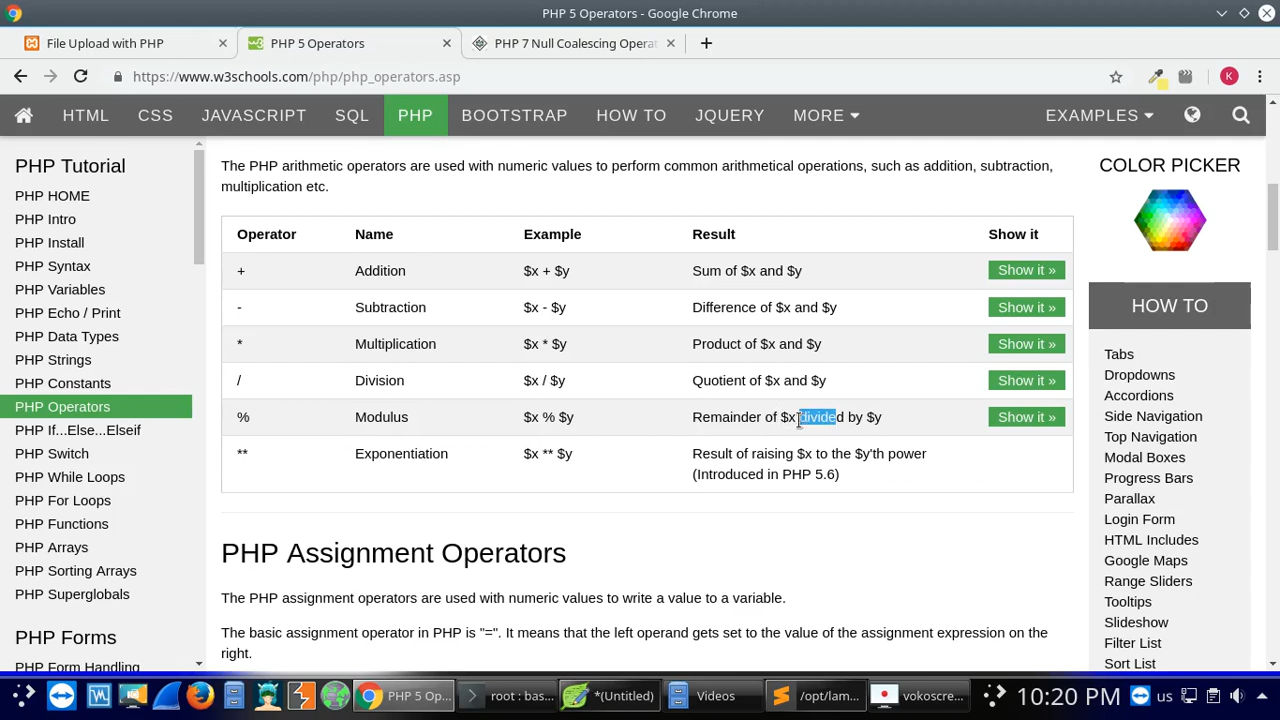 PHP 5 Operators - Google Chrome
File Upload with PHP
PHP 5 Operators
PHP 7 Null Coalescing Operat
https://www.w3schools.com/php/php_operators.asp
K
HTML CSS JAVASCRIPT SQL PHP BOOTSTRAP HOW TO JQUERY MORE EXAMPLES
PHP Tutorial
PHP HOME
PHP Intro
PHP Install
PHP Syntax
PHP Variables
PHP Echo / Print
PHP Data Types
PHP Strings
PHP Constants
PHP Operators
PHP If...Else...Elseif
PHP Switch
PHP While Loops
PHP For Loops
PHP Functions
PHP Arrays
PHP Sorting Arrays
PHP Superglobals
PHP Forms
PHP Form Handling
The PHP arithmetic operators are used with numeric values to perform common arithmetical operations, such as addition, subtraction,
multiplication etc.
Operator Name Example Result Show it
+ Addition $x + $y Sum of $x and $y Show it »
- Subtraction $x - $y Difference of $x and $y Show it »
* Multiplication $x * $y Product of $x and $y Show it »
/ Division $x / $y Quotient of $x and $y Show it »
% Modulus $x % $y Remainder of $x divided by $y Show it »
** Exponentiation $x ** $y Result of raising $x to the $y'th power
(Introduced in PHP 5.6)
PHP Assignment Operators
The PHP assignment operators are used with numeric values to write a value to a variable.
The basic assignment operator in PHP is "=". It means that the left operand gets set to the value of the assignment expression on the
right.
COLOR PICKER
HOW TO
Tabs
Dropdowns
Accordions
Side Navigation
Top Navigation
Modal Boxes
Progress Bars
Parallax
Login Form
HTML Includes
Google Maps
Range Sliders
Tooltips
Slideshow
Filter List
Sort List
PHP 5 Op... root : bas... *(Untitled) Videos /opt/lam... vokoscre... 10:20 PM us